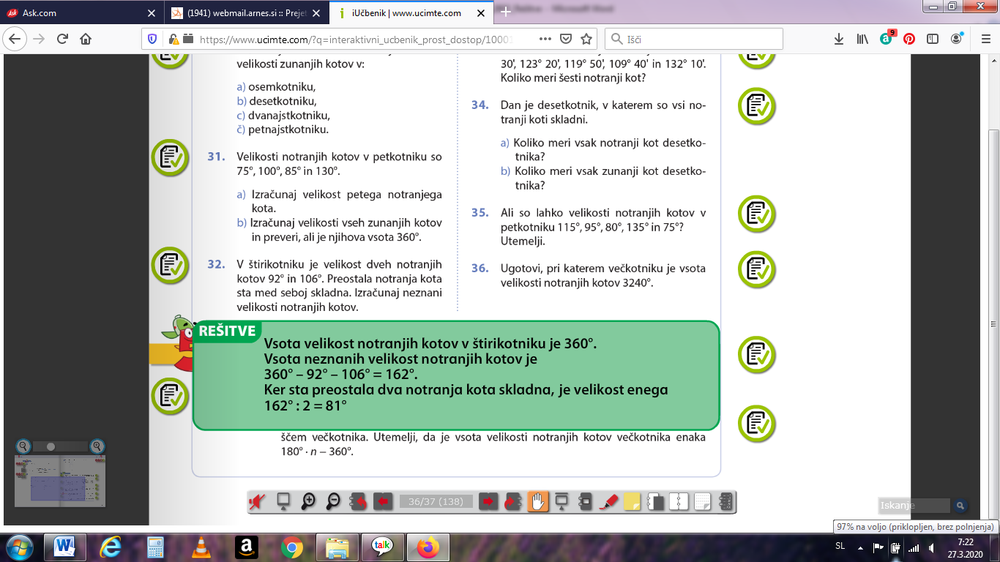 Ask.com
(1941) webmail.arnes.si :: Prejet
iUčbenik | www.ucimte.com
Microsoft Word
https://www.ucimte.com/?q=interaktivni_ucbenik_prost_dostop/1000
Išči
9
velikosti zunanjih kotov v:
a) osemkotniku,
b) desetkotniku,
c) dvanajstkotniku,
č) petnajstkotniku.
31. Velikosti notranjih kotov v petkotniku so
75°, 100°, 85° in 130°.
a) Izračunaj velikost petega notranjega
kota.
b) Izračunaj velikosti vseh zunanjih kotov
in preveri, ali je njihova vsota 360°.
32. V štirikotniku je velikost dveh notranjih
kotov 92° in 106°. Preostala notranja kota
sta med seboj skladna. Izračunaj neznani
velikosti notranjih kotov.
30', 123° 20', 119° 50', 109° 40' in 132° 10'.
Koliko meri šesti notranji kot?
34. Dan je desetkotnik, v katerem so vsi no-
tranji koti skladni.
a) Koliko meri vsak notranji kot desetko-
tnika?
b) Koliko meri vsak zunanji kot desetko-
tnika?
35. Ali so lahko velikosti notranjih kotov v
petkotniku 115°, 95°, 80°, 135° in 75°?
Utemelji.
36. Ugotovi, pri katerem večkotniku je vsota
velikosti notranjih kotov 3240°.
REŠITVE
Vsota velikost notranjih kotov v štirikotniku je 360°.
Vsota neznanih velikost notranjih kotov je
360° – 92° – 106° = 162°.
Ker sta preostala dva notranja kota skladna, je velikost enega
162° : 2 = 81°
ščem večkotnika. Utemelji, da je vsota velikosti notranjih kotov večkotnika enaka
180° · n – 360°.
36/37 (138)
Iskanje
97% na voljo (priklopljen, brez polnjenja)
talk
SL
7:22
27.3.2020